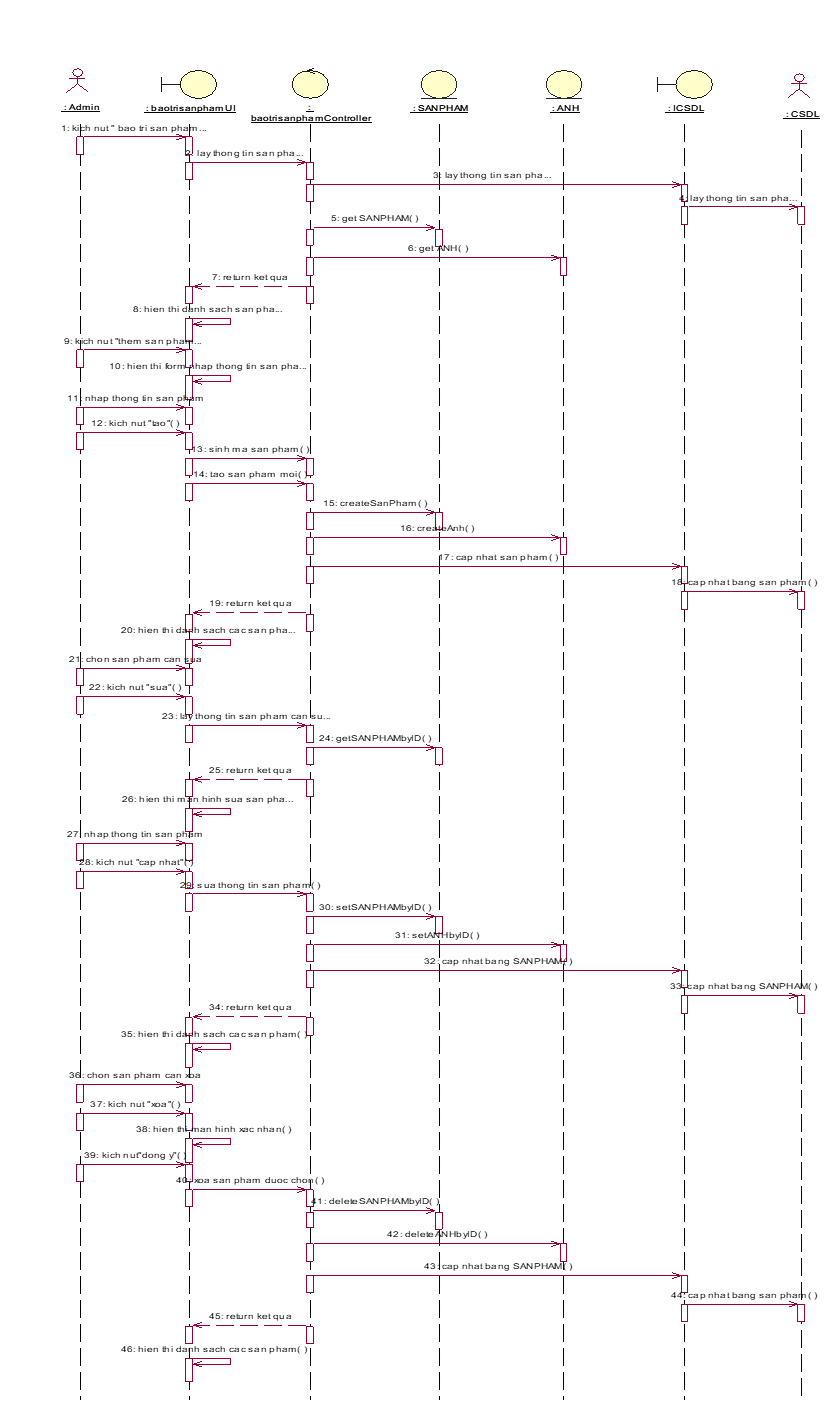 : Admin
: baotrisanphamUI
:
baotrisanphamController
: SANPHAM
: ANH
: ICSDL
: CSDL
1: kich nut " bao tri san pham...
2: lay thong tin san pha...
3: lay thong tin san pha...
4: lay thong tin san pha...
5: get SANPHAM( )
6: get ANH( )
7: return ket qua
8: hien thi danh sach san pha...
9: kich nut "them san pham...
10: hien thi form nhap thong tin san pha...
11: nhap thong tin san pham
12: kich nut "tao"( )
13: sinh ma san pham( )
14: tao san pham moi( )
15: createSanPham( )
16: createAnh( )
17: cap nhat san pham( )
18: cap nhat bang san pham( )
19: return ket qua
20: hien thi danh sach cac san pha...
21: chon san pham can sua
22: kich nut "sua"( )
23: lay thong tin san pham can su...
24: getSANPHAMbyID( )
25: return ket qua
26: hien thi man hinh sua san pha...
27: nhap thong tin san pham
28: kich nut "cap nhat"( )
29: sua thong tin san pham( )
30: setSANPHAMbyID( )
31: setANHbyID( )
32: cap nhat bang SANPHAM( )
33: cap nhat bang SANPHAM( )
34: return ket qua
35: hien thi danh sach cac san pham( )
36: chon san pham can xoa
37: kich nut "xoa"( )
38: hien thi man hinh xac nhan( )
39: kich nut"dong y"( )
40: xoa san pham duoc chon( )
41: deleteSANPHAMbyID( )
42: deleteANHbyID( )
43: cap nhat bang SANPHAM( )
44: cap nhat bang san pham( )
45: return ket qua
46: hien thi danh sach cac san pham( )